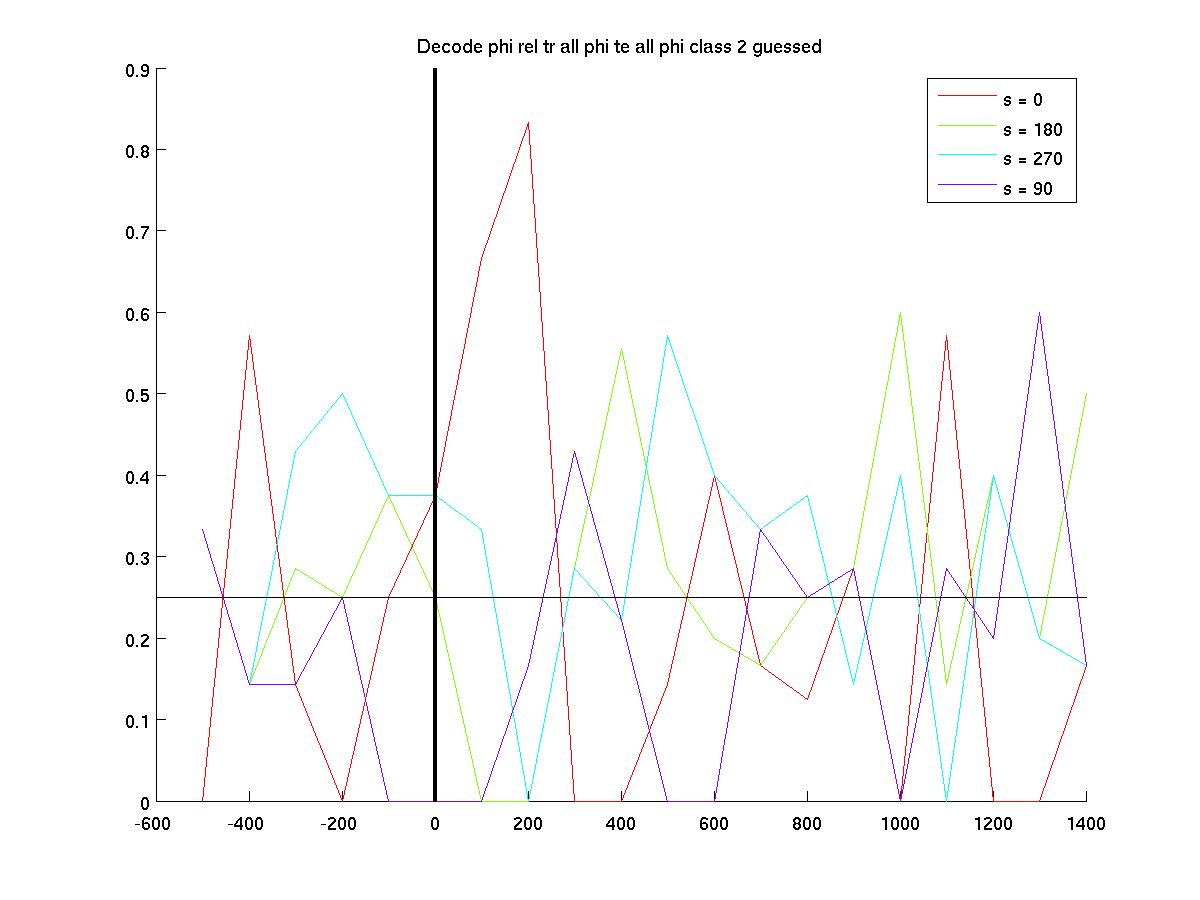 Decode phi rel tr all phi te all phi class 2 guessed
s = 0
s = 180
s = 270
s = 90
0.9
0.8
0.7
0.6
0.5
0.4
0.3
0.2
0.1
0
-600 -400 -200 0 200 400 600 800 1000 1200 1400